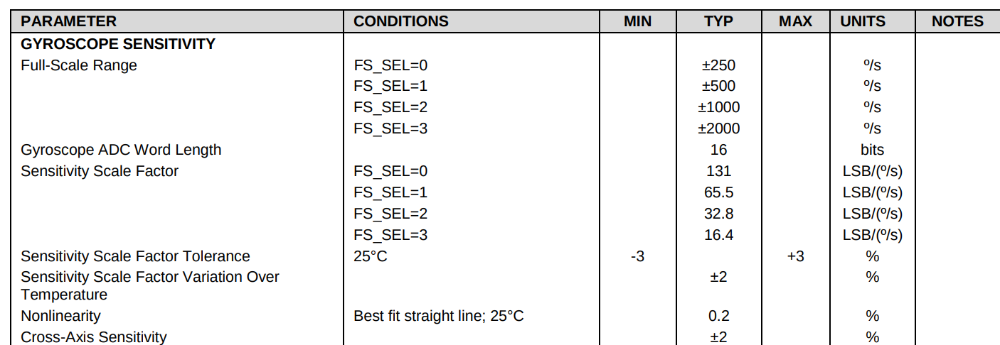 PARAMETER CONDITIONS MIN TYP MAX UNITS NOTES
GYROSCOPE SENSITIVITY
Full-Scale Range FS_SEL=0 ±250 º/s
FS_SEL=1 ±500 º/s
FS_SEL=2 ±1000 º/s
FS_SEL=3 ±2000 º/s
Gyroscope ADC Word Length 16 bits
Sensitivity Scale Factor FS_SEL=0 131 LSB/(º/s)
FS_SEL=1 65.5 LSB/(º/s)
FS_SEL=2 32.8 LSB/(º/s)
FS_SEL=3 16.4 LSB/(º/s)
Sensitivity Scale Factor Tolerance 25°C -3 +3 %
Sensitivity Scale Factor Variation Over ±2 %
Temperature
Nonlinearity Best fit straight line; 25°C 0.2 %
Cross-Axis Sensitivity ±2 %